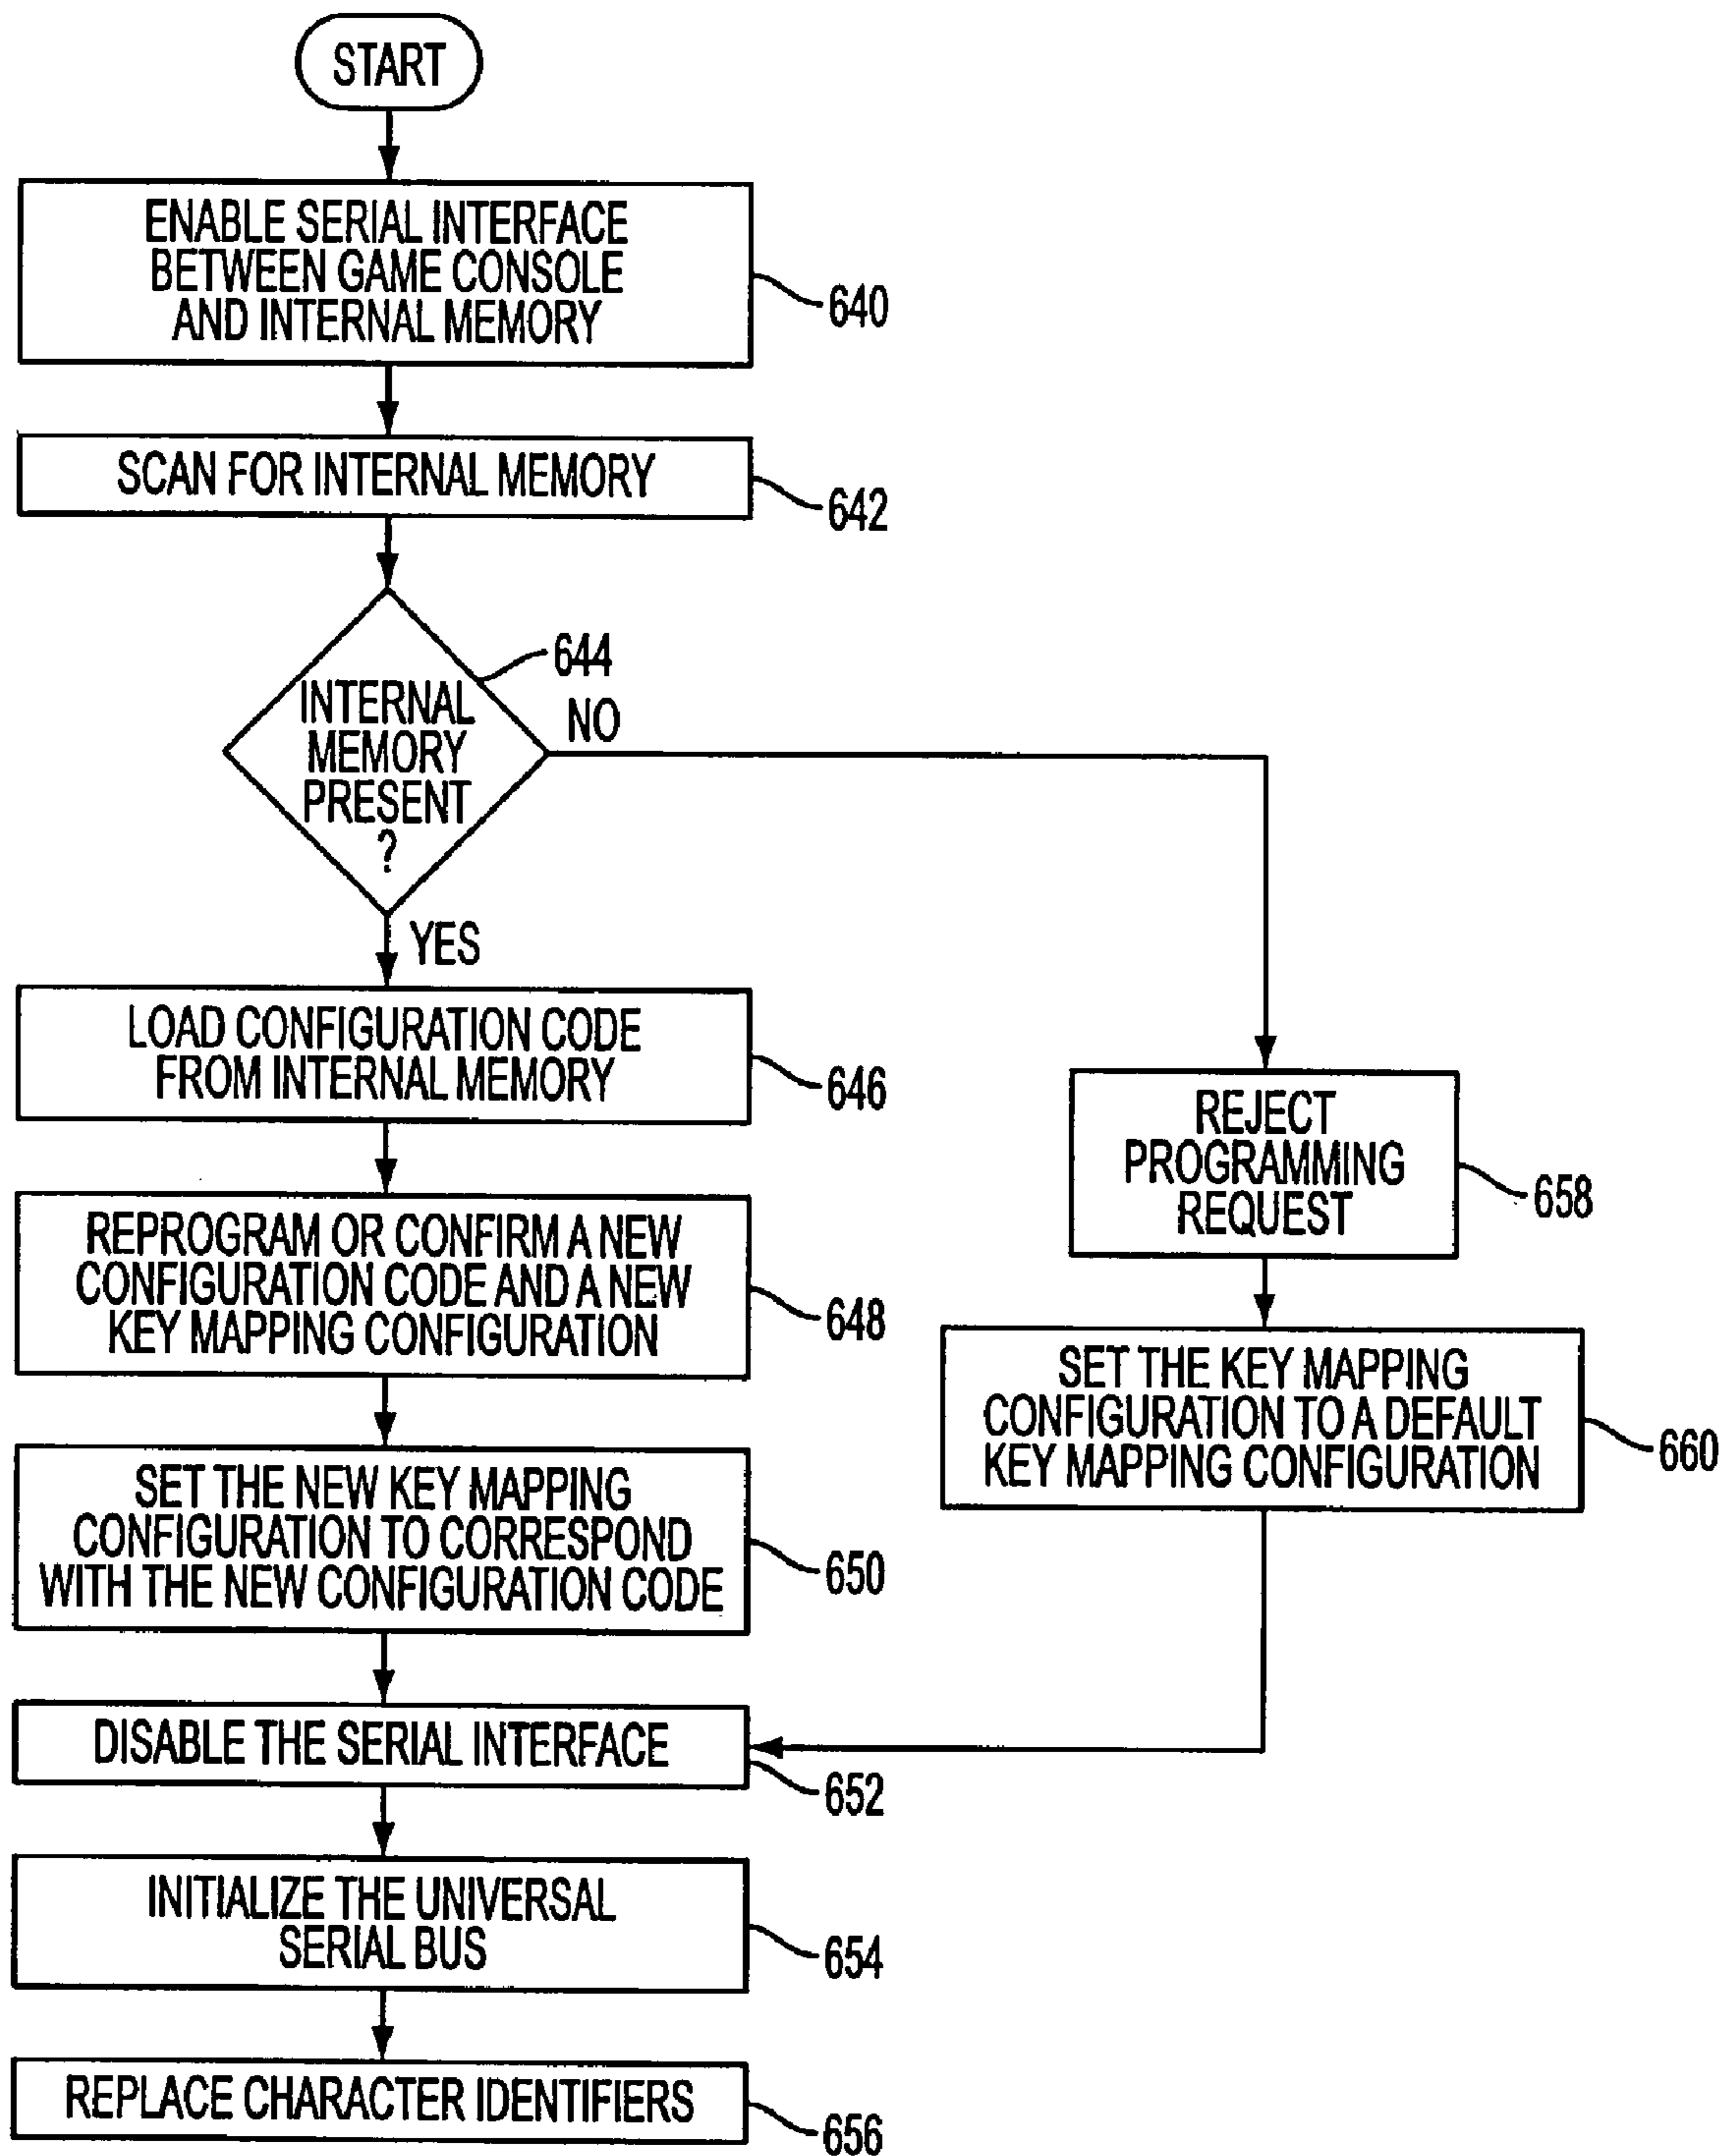 START
ENABLE SERIAL INTERFACE
BETWEEN GAME CONSOLE
AND INTERNAL MEMORY
640
SCAN FOR INTERNAL MEMORY
642
644
INTERNAL
MEMORY
PRESENT
?
NO
YES
LOAD CONFIGURATION CODE
FROM INTERNAL MEMORY
646
REPROGRAM OR CONFIRM A NEW
CONFIGURATION CODE AND A NEW
KEY MAPPING CONFIGURATION
648
SET THE NEW KEY MAPPING
CONFIGURATION TO CORRESPOND
WITH THE NEW CONFIGURATION CODE
650
REJECT
PROGRAMMING
REQUEST
658
SET THE KEY MAPPING
CONFIGURATION TO A DEFAULT
KEY MAPPING CONFIGURATION
660
DISABLE THE SERIAL INTERFACE
652
INITIALIZE THE UNIVERSAL
SERIAL BUS
654
REPLACE CHARACTER IDENTIFIERS
656